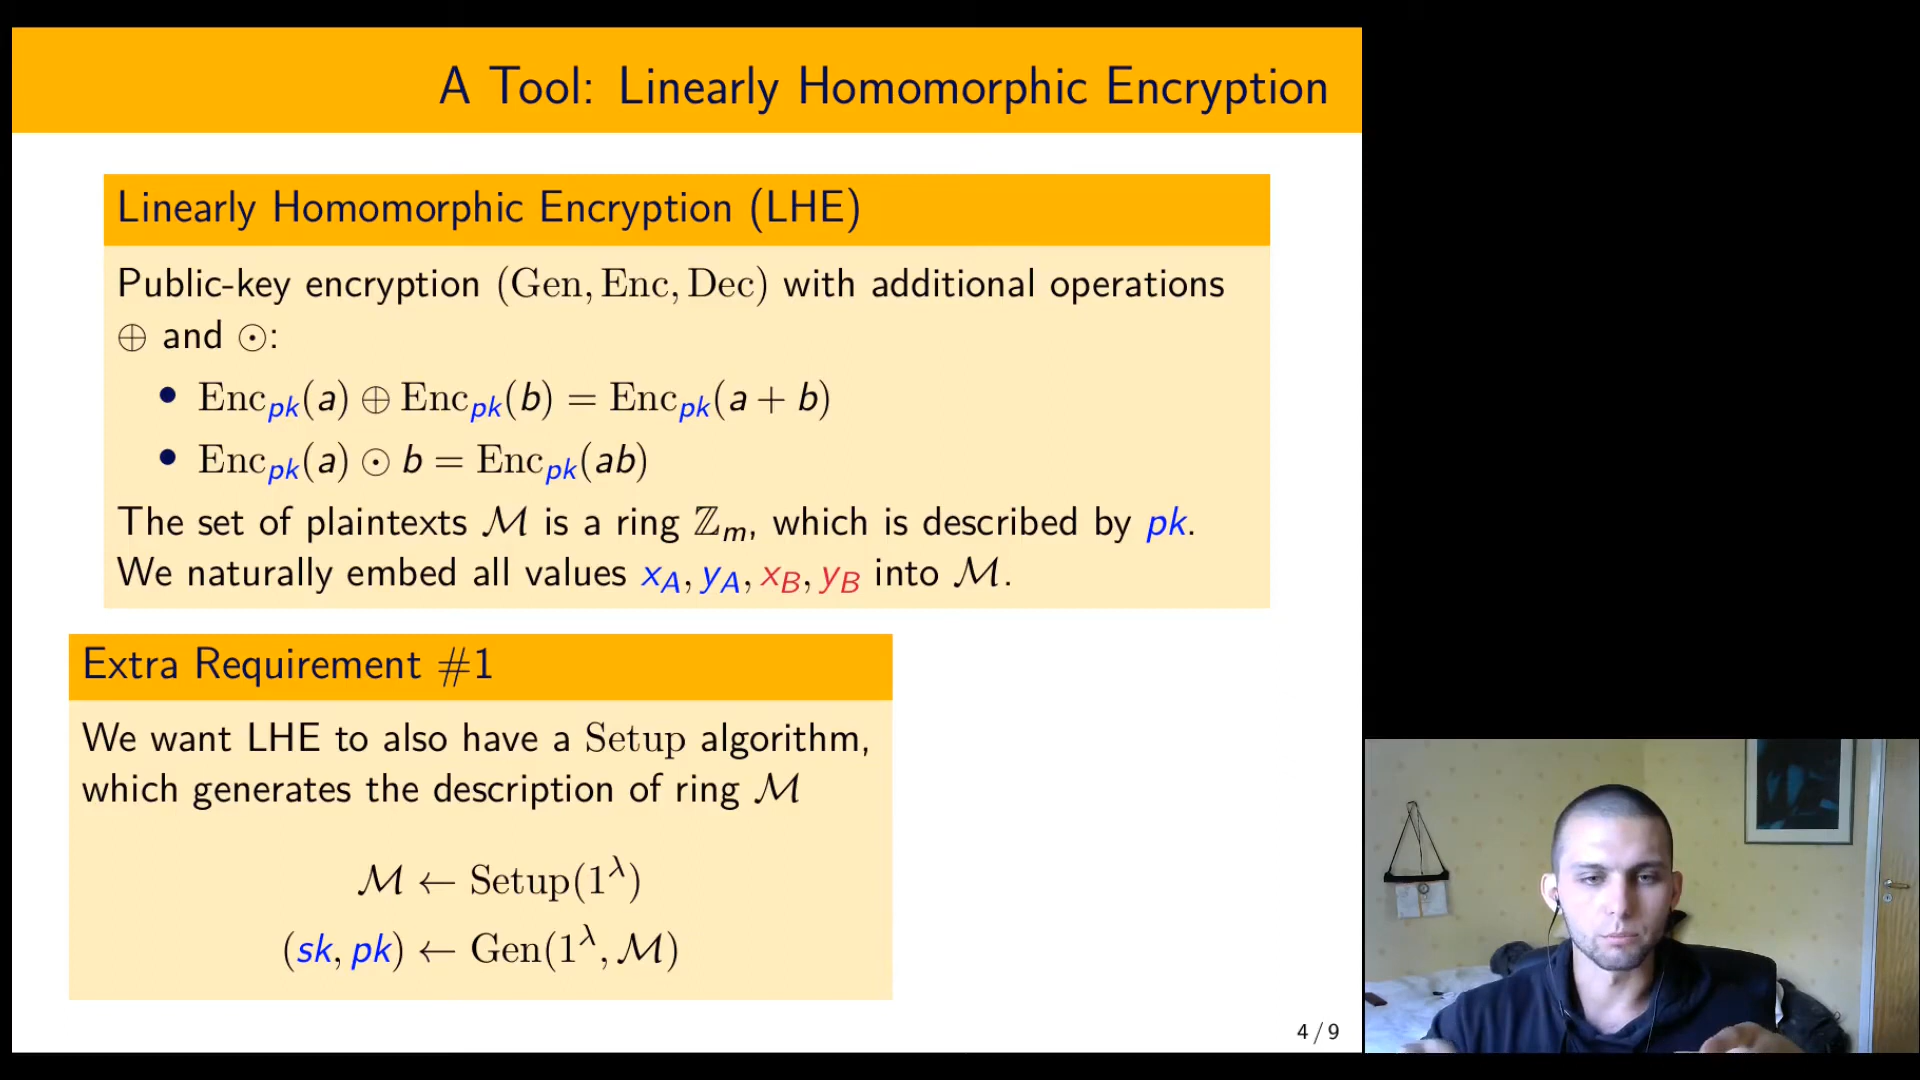 A Tool: Linearly Homomorphic Encryption
Linearly Homomorphic Encryption (LHE)
Public-key encryption (Gen, Enc, Dec) with additional operations
⊕ and ⊙:
• Enc_pk(a) ⊕ Enc_pk(b) = Enc_pk(a + b)
• Enc_pk(a) ⊙ b = Enc_pk(ab)
The set of plaintexts ℳ is a ring ℤ_m, which is described by pk.
We naturally embed all values x_A, y_A, x_B, y_B into ℳ.
Extra Requirement #1
We want LHE to also have a Setup algorithm,
which generates the description of ring ℳ
ℳ ← Setup(1^λ)
(sk, pk) ← Gen(1^λ, ℳ)
4 / 9